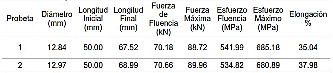 Probeta Diámetro (mm) Longitud Inicial (mm) Longitud Final (mm) Fuerza de Fluencia (kN) Fuerza Máxima (kN) Esfuerzo Fluencia (MPa) Esfuerzo Máximo (MPa) Elongación %
1 12.84 50.00 67.52 70.18 88.72 541.99 685.18 35.04
2 12.97 50.00 68.99 70.66 89.96 534.82 680.89 37.98